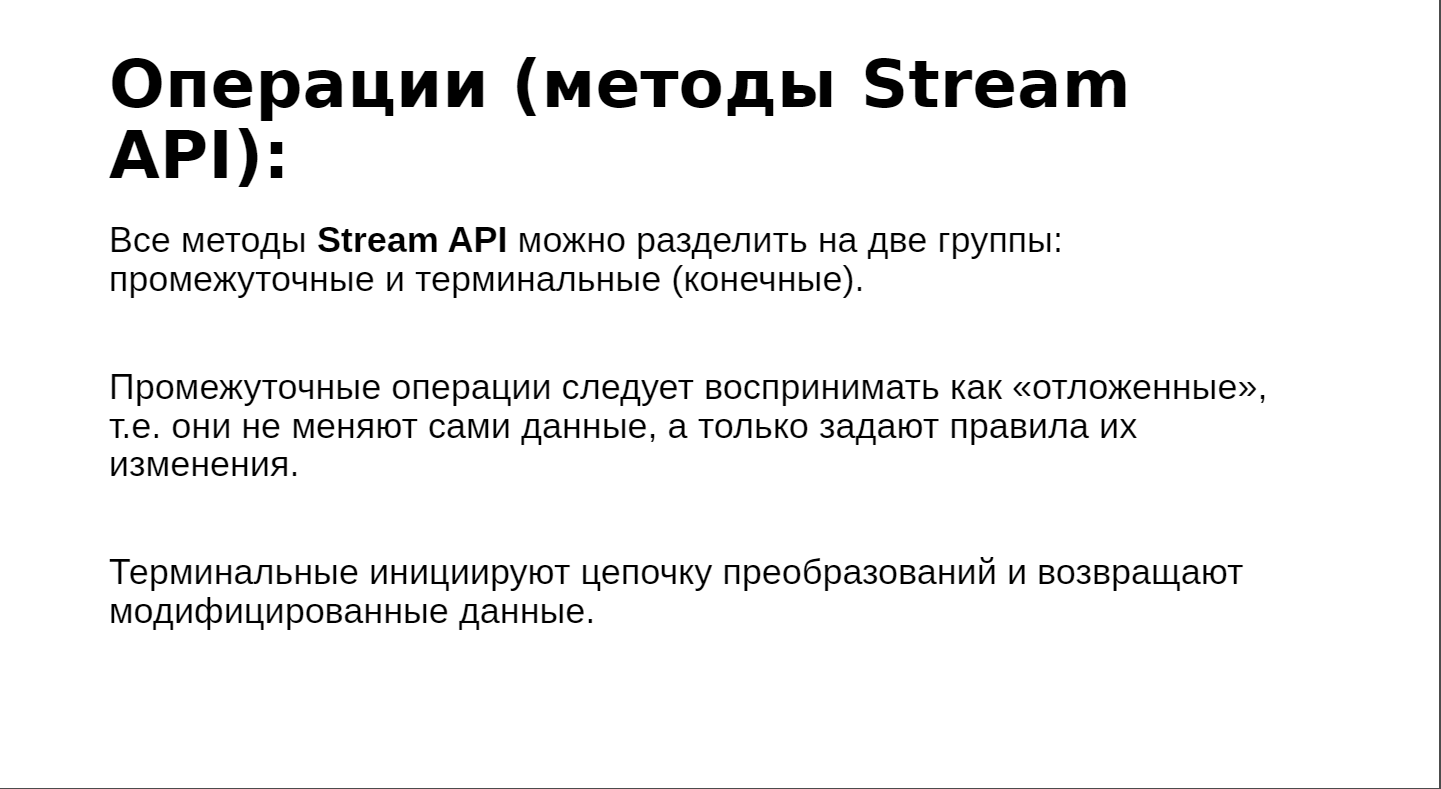 Операции (методы Stream
API):
Все методы Stream API можно разделить на две группы:
промежуточные и терминальные (конечные).
Промежуточные операции следует воспринимать как «отложенные»,
т.е. они не меняют сами данные, а только задают правила их
изменения.
Терминальные инициируют цепочку преобразований и возвращают
модифицированные данные.